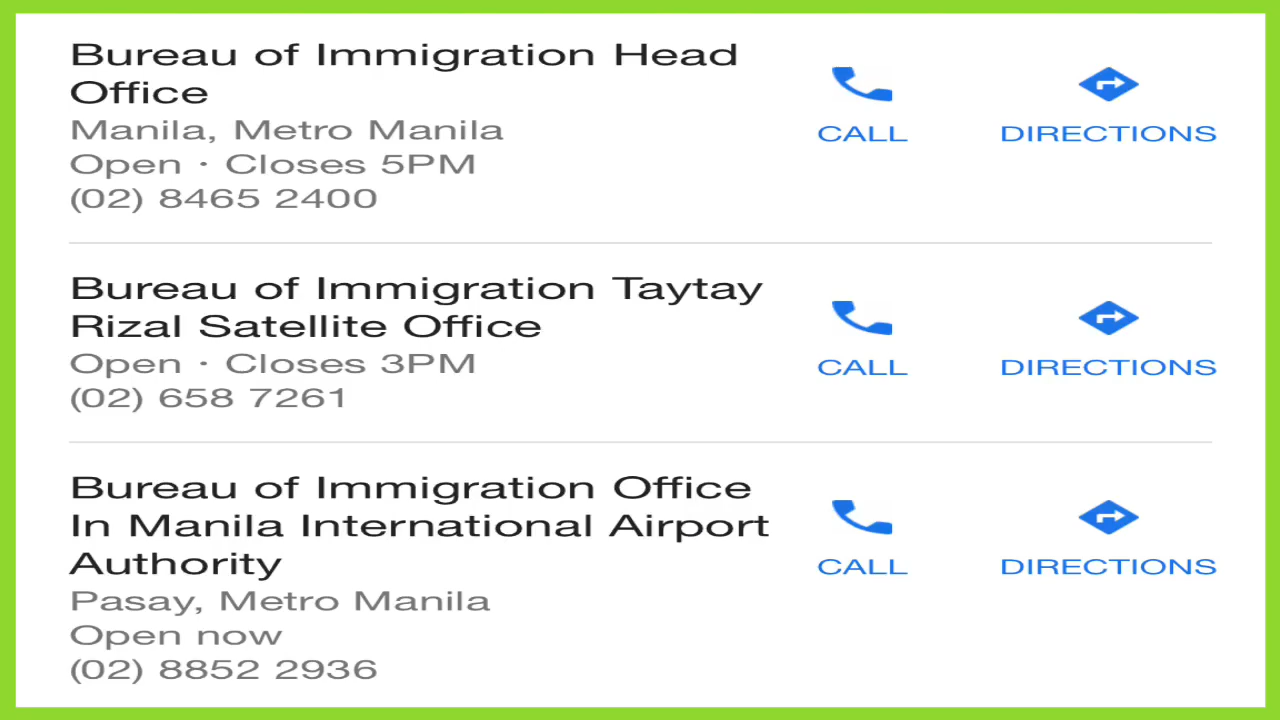 Bureau of Immigration Head
Office
Manila, Metro Manila
Open · Closes 5PM
(02) 8465 2400
CALL
DIRECTIONS
Bureau of Immigration Taytay
Rizal Satellite Office
Open · Closes 3PM
(02) 658 7261
CALL
DIRECTIONS
Bureau of Immigration Office
In Manila International Airport
Authority
Pasay, Metro Manila
Open now
(02) 8852 2936
CALL
DIRECTIONS